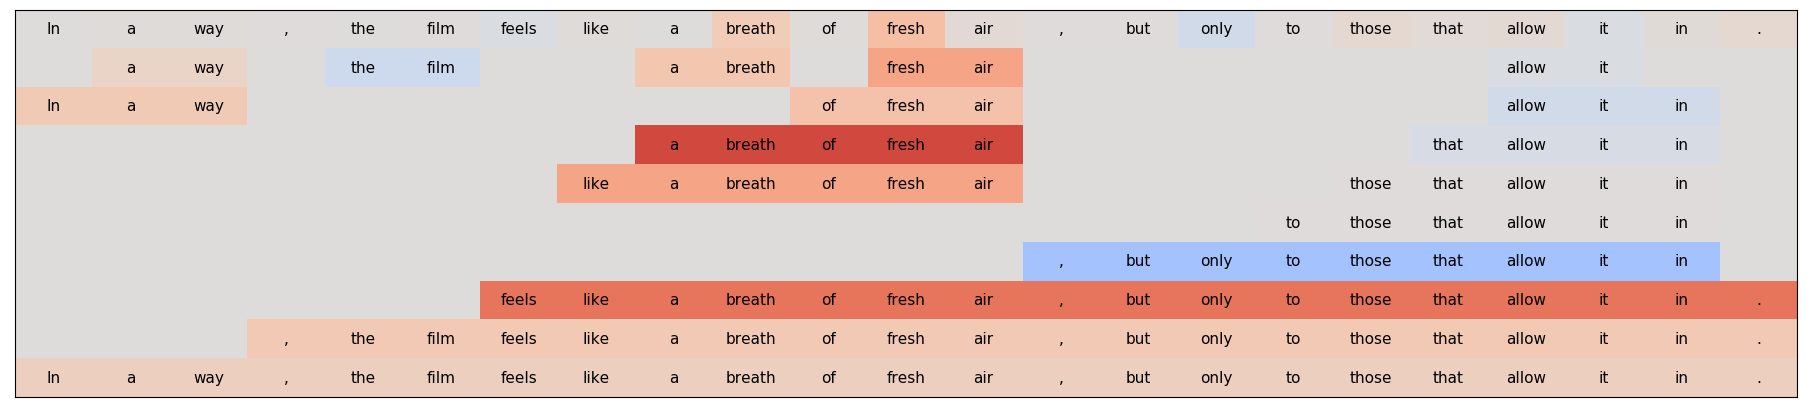 In a way , the film feels like a breath of fresh air , but only to those that allow it in .
a way the film a breath fresh air allow it
In a way of fresh air allow it in
a breath of fresh air that allow it in
like a breath of fresh air those that allow it in
to those that allow it in
, but only to those that allow it in
feels like a breath of fresh air , but only to those that allow it in .
, the film feels like a breath of fresh air , but only to those that allow it in .
In a way , the film feels like a breath of fresh air , but only to those that allow it in .